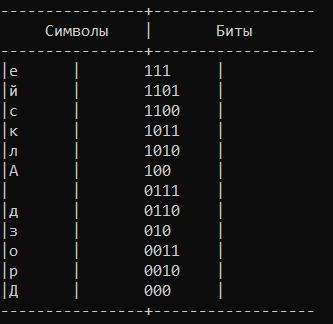 -----------------+-------------------
Символы | Биты
-----------------+-------------------
|е | 111 |
|й | 1101 |
|с | 1100 |
|к | 1011 |
|л | 1010 |
|А | 100 |
| | 0111 |
|д | 0110 |
|з | 010 |
|о | 0011 |
|р | 0010 |
|Д | 000 |
-----------------+-------------------